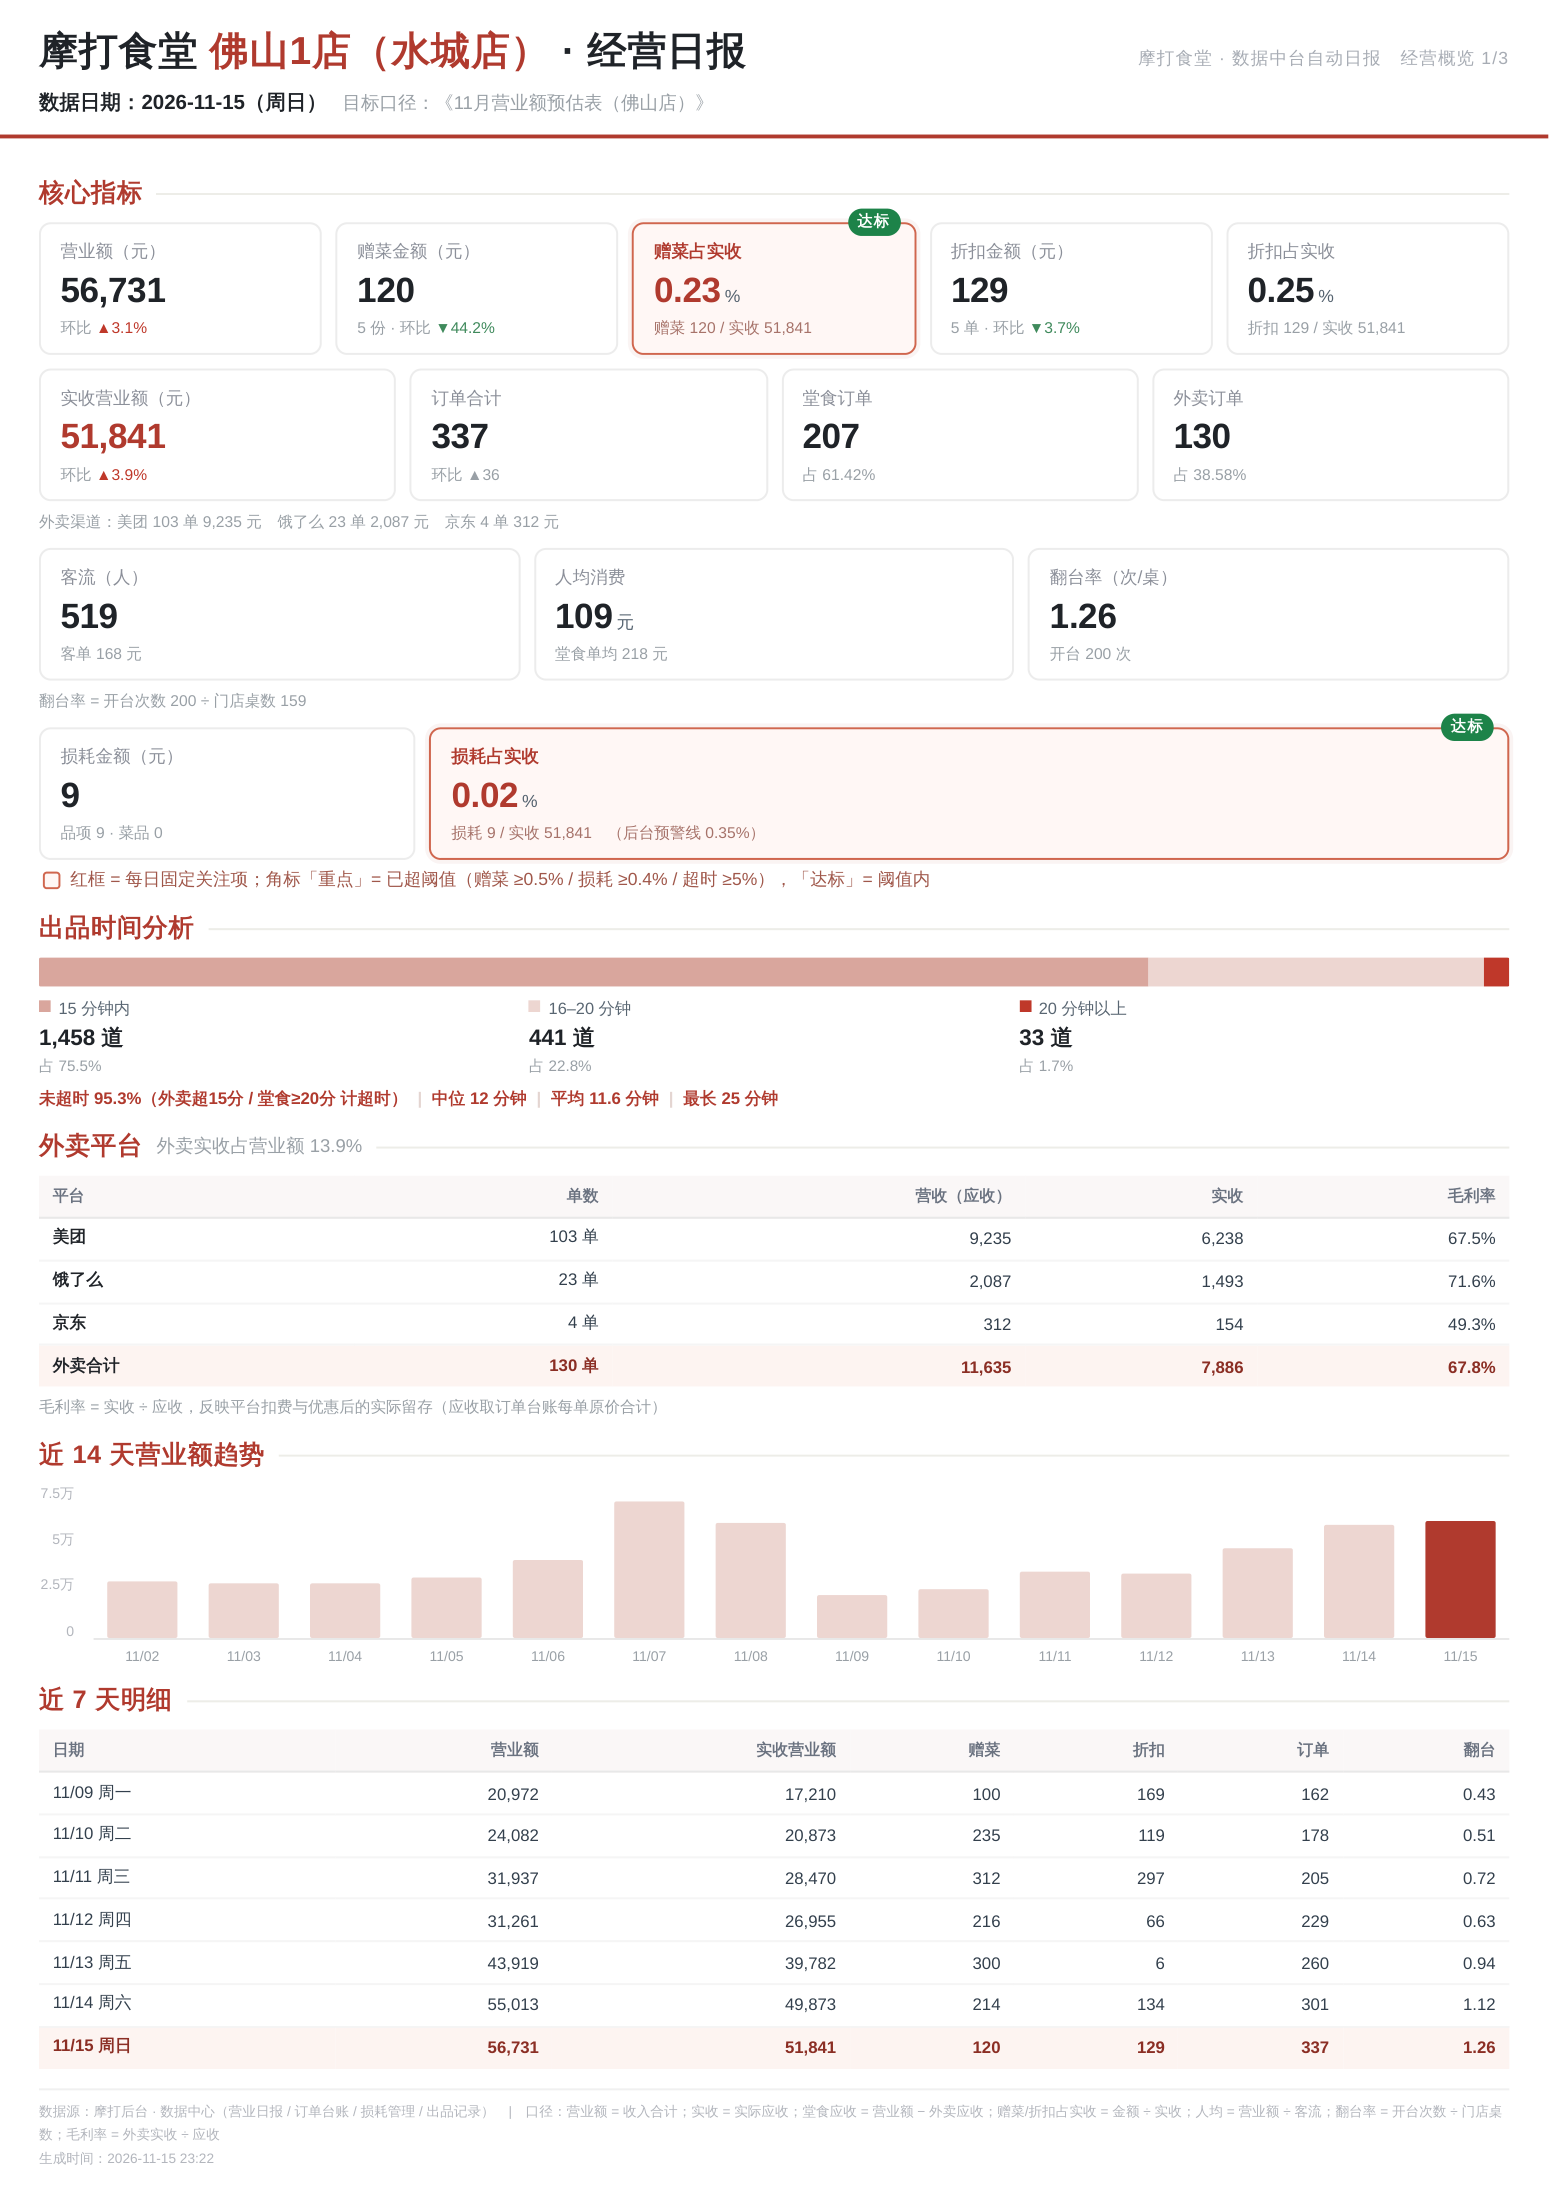 摩打食堂 佛山1店（水城店） · 经营日报
摩打食堂 · 数据中台自动日报 经营概览 1/3
数据日期：2026-11-15（周日） 目标口径：《11月营业额预估表（佛山店）》
核心指标
达标
营业额（元） 赠菜金额（元） 赠菜占实收 折扣金额（元） 折扣占实收
56,731 120 0.23 % 129 0.25 %
环比 ▲3.1% 5 份 · 环比 ▼44.2% 赠菜 120 / 实收 51,841 5 单 · 环比 ▼3.7% 折扣 129 / 实收 51,841
实收营业额（元） 订单合计 堂食订单 外卖订单
51,841 337 207 130
环比 ▲3.9% 环比 ▲36 占 61.42% 占 38.58%
外卖渠道：美团 103 单 9,235 元 饿了么 23 单 2,087 元 京东 4 单 312 元
客流（人） 人均消费 翻台率（次/桌）
519 109 元 1.26
客单 168 元 堂食单均 218 元 开台 200 次
翻台率 = 开台次数 200 ÷ 门店桌数 159
达标
损耗金额（元） 损耗占实收
9 0.02 %
品项 9 · 菜品 0 损耗 9 / 实收 51,841 （后台预警线 0.35%）
红框 = 每日固定关注项；角标「重点」= 已超阈值（赠菜 ≥0.5% / 损耗 ≥0.4% / 超时 ≥5%），「达标」= 阈值内
出品时间分析
15 分钟内 16–20 分钟 20 分钟以上
1,458 道 441 道 33 道
占 75.5% 占 22.8% 占 1.7%
未超时 95.3%（外卖超15分 / 堂食≥20分 计超时） | 中位 12 分钟 | 平均 11.6 分钟 | 最长 25 分钟
外卖平台 外卖实收占营业额 13.9%
平台 单数 营收（应收） 实收 毛利率
美团 103 单 9,235 6,238 67.5%
饿了么 23 单 2,087 1,493 71.6%
京东 4 单 312 154 49.3%
外卖合计 130 单 11,635 7,886 67.8%
毛利率 = 实收 ÷ 应收，反映平台扣费与优惠后的实际留存（应收取订单台账每单原价合计）
近 14 天营业额趋势
7.5万
5万
2.5万
0
11/02 11/03 11/04 11/05 11/06 11/07 11/08 11/09 11/10 11/11 11/12 11/13 11/14 11/15
近 7 天明细
日期 营业额 实收营业额 赠菜 折扣 订单 翻台
11/09 周一 20,972 17,210 100 169 162 0.43
11/10 周二 24,082 20,873 235 119 178 0.51
11/11 周三 31,937 28,470 312 297 205 0.72
11/12 周四 31,261 26,955 216 66 229 0.63
11/13 周五 43,919 39,782 300 6 260 0.94
11/14 周六 55,013 49,873 214 134 301 1.12
11/15 周日 56,731 51,841 120 129 337 1.26
数据源：摩打后台 · 数据中心（营业日报 / 订单台账 / 损耗管理 / 出品记录） | 口径：营业额 = 收入合计；实收 = 实际应收；堂食应收 = 营业额 − 外卖应收；赠菜/折扣占实收 = 金额 ÷ 实收；人均 = 营业额 ÷ 客流；翻台率 = 开台次数 ÷ 门店桌
数；毛利率 = 外卖实收 ÷ 应收
生成时间：2026-11-15 23:22